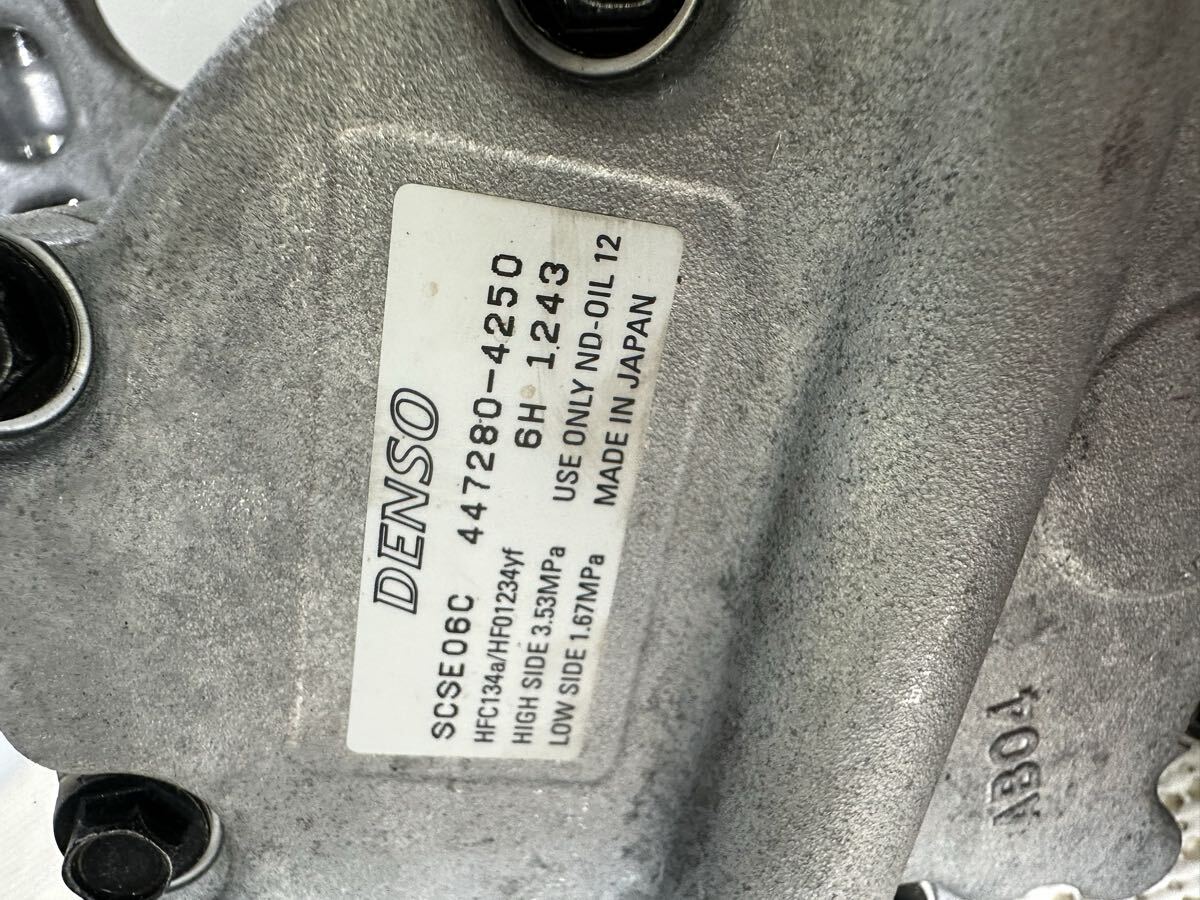 DENSO
SCSE06C 447280-4250
HFC134a/HFO1234yf 6H 1243
HIGH SIDE 3.53MPa USE ONLY ND-OIL 12
LOW SIDE 1.67MPa MADE IN JAPAN
AB04